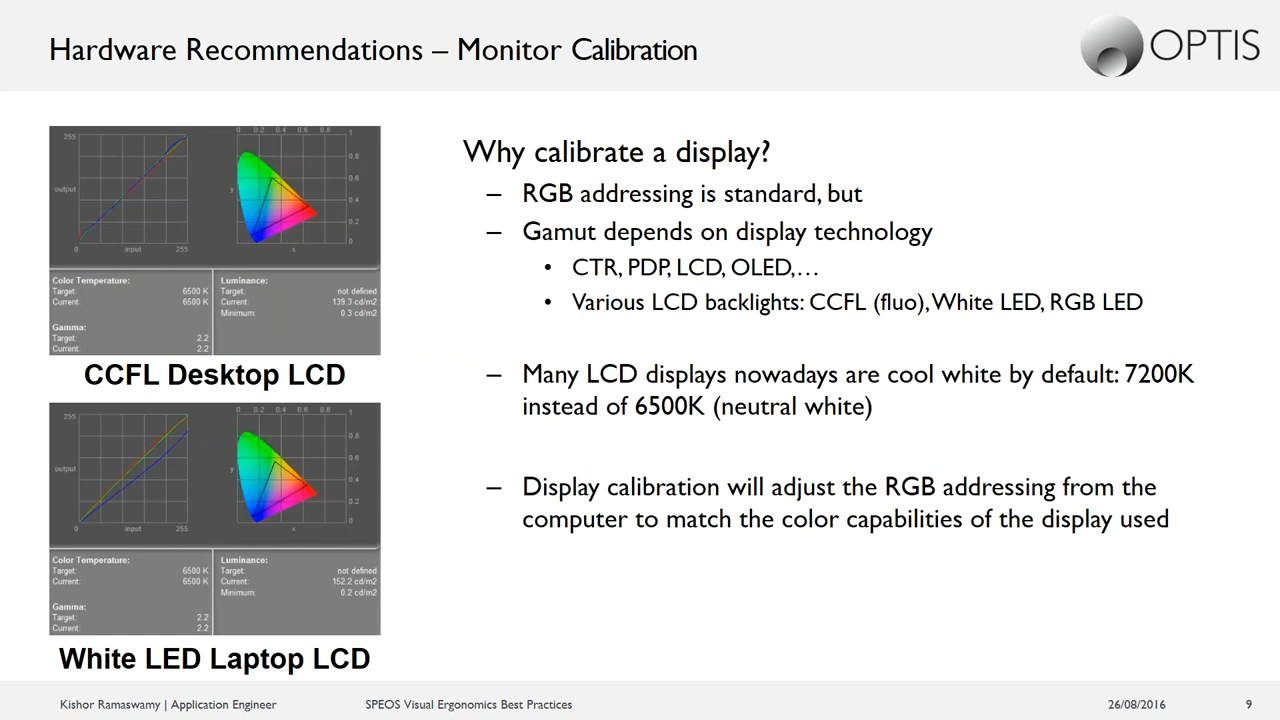 Hardware Recommendations – Monitor Calibration
OPTIS
255
output
0
input
255
0 0.2 0.4 0.6 0.8
1
0.8
0.6
0.4
0.2
0
y
x
Color Temperature:
Target: 6500 K
Current: 6500 K
Gamma:
Target: 2.2
Current: 2.2
Luminance:
Target: not defined
Current: 139.3 cd/m2
Minimum: 0.3 cd/m2
CCFL Desktop LCD
255
output
0
input
255
0 0.2 0.4 0.6 0.8
1
0.8
0.6
0.4
0.2
0
y
x
Color Temperature:
Target: 6500 K
Current: 6500 K
Gamma:
Target: 2.2
Current: 2.2
Luminance:
Target: not defined
Current: 152.2 cd/m2
Minimum: 0.2 cd/m2
White LED Laptop LCD
Why calibrate a display?
– RGB addressing is standard, but
– Gamut depends on display technology
• CTR, PDP, LCD, OLED,…
• Various LCD backlights: CCFL (fluo), White LED, RGB LED
– Many LCD displays nowadays are cool white by default: 7200K
instead of 6500K (neutral white)
– Display calibration will adjust the RGB addressing from the
computer to match the color capabilities of the display used
Kishor Ramaswamy | Application Engineer
SPEOS Visual Ergonomics Best Practices
26/08/2016
9